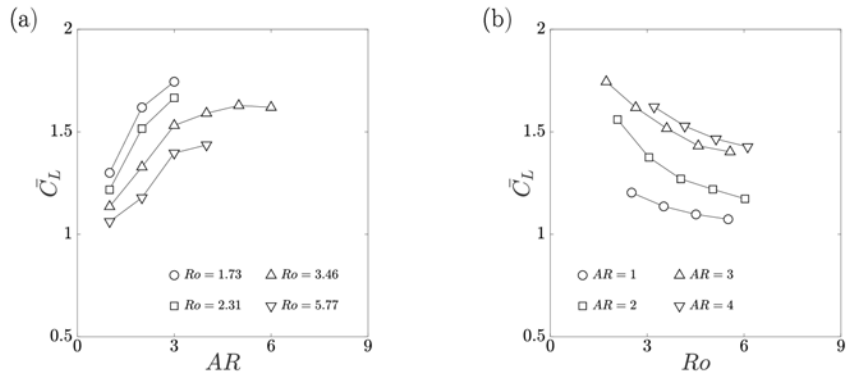 (a)
2
1.5
1
0.5
0
3
6
9
C̄_L
AR
Ro = 1.73
Ro = 3.46
Ro = 2.31
Ro = 5.77
(b)
2
1.5
1
0.5
0
3
6
9
C̄_L
Ro
AR = 1
AR = 3
AR = 2
AR = 4